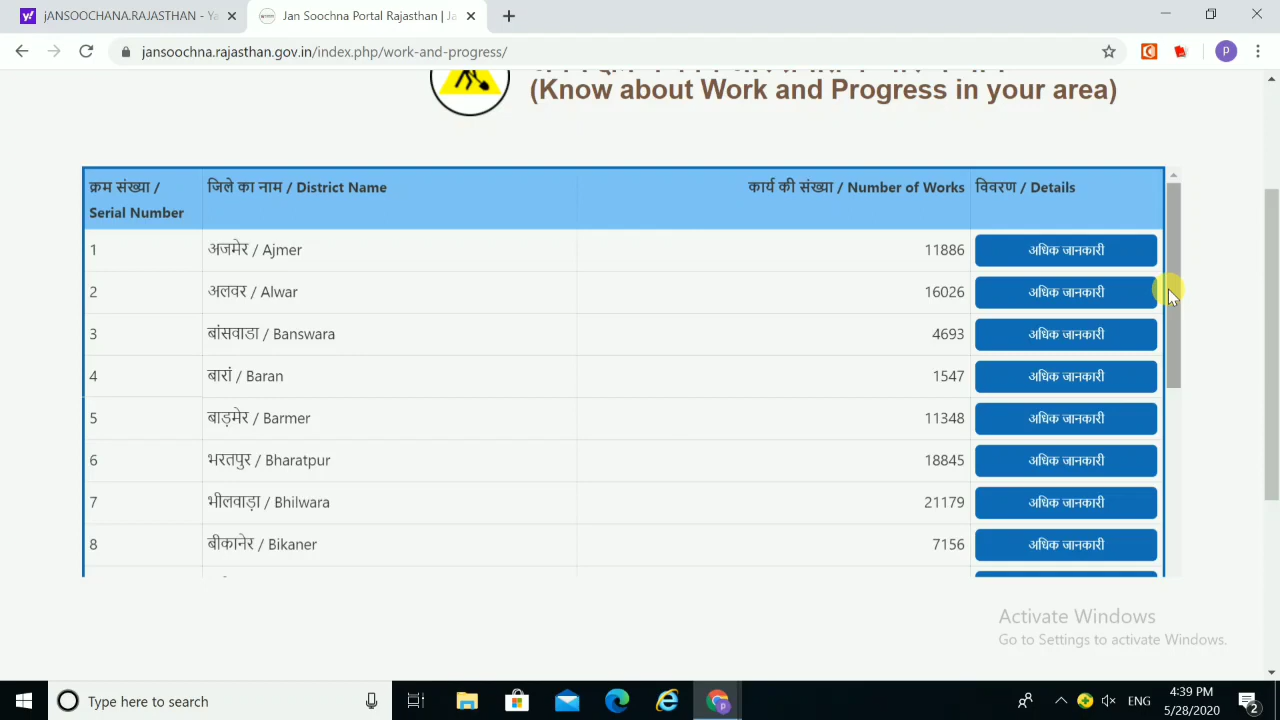 jANSOOCHANA.RAJASTHAN - Ya
Jan Soochna Portal Rajasthan | Ja
jansoochna.rajasthan.gov.in/index.php/work-and-progress/
P
(Know about Work and Progress in your area)
क्रम संख्या / Serial Number
जिले का नाम / District Name
कार्य की संख्या / Number of Works
विवरण / Details
1 अजमेर / Ajmer 11886 अधिक जानकारी
2 अलवर / Alwar 16026 अधिक जानकारी
3 बांसवाडा / Banswara 4693 अधिक जानकारी
4 बारां / Baran 1547 अधिक जानकारी
5 बाड़मेर / Barmer 11348 अधिक जानकारी
6 भरतपुर / Bharatpur 18845 अधिक जानकारी
7 भीलवाड़ा / Bhilwara 21179 अधिक जानकारी
8 बीकानेर / Bikaner 7156 अधिक जानकारी
Activate Windows
Go to Settings to activate Windows.
Type here to search
ENG
4:39 PM
5/28/2020
2